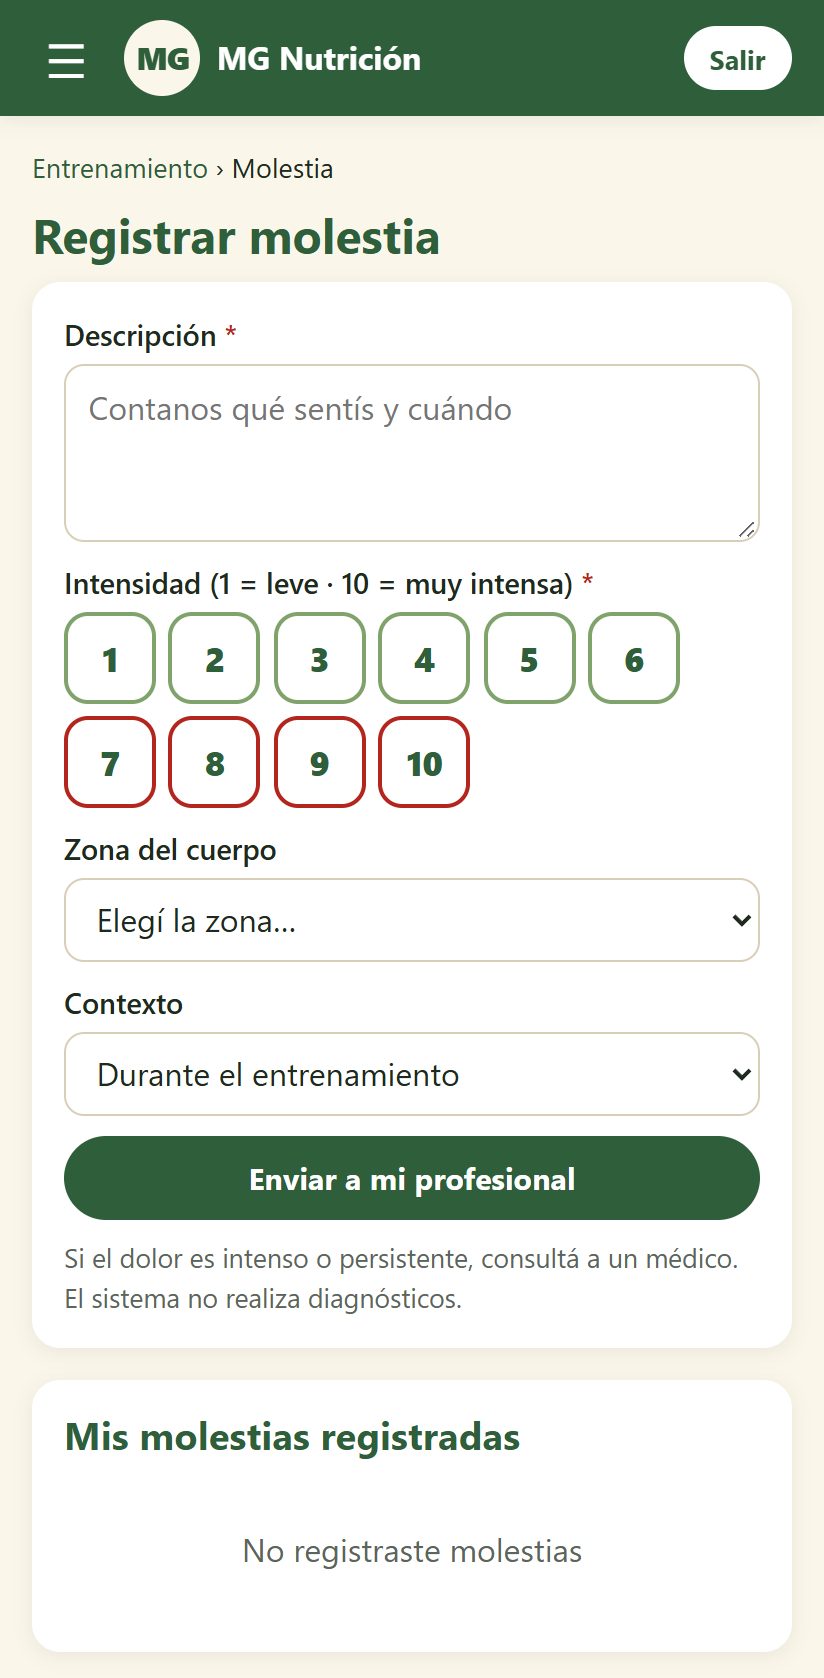 MG MG Nutrición Salir
Entrenamiento › Molestia
Registrar molestia
Descripción *
Contanos qué sentís y cuándo
Intensidad (1 = leve · 10 = muy intensa) *
1 2 3 4 5 6
7 8 9 10
Zona del cuerpo
Elegí la zona...
Contexto
Durante el entrenamiento
Enviar a mi profesional
Si el dolor es intenso o persistente, consultá a un médico.
El sistema no realiza diagnósticos.
Mis molestias registradas
No registraste molestias